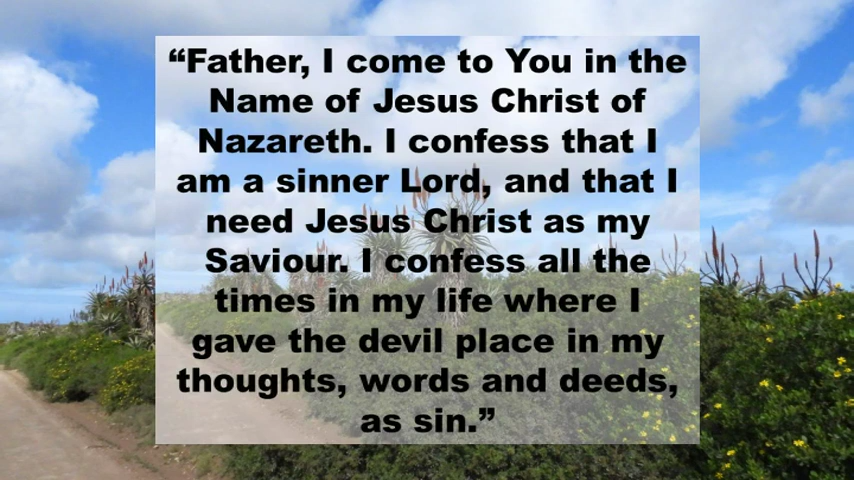 “Father, I come to You in the
Name of Jesus Christ of
Nazareth. I confess that I
am a sinner Lord, and that I
need Jesus Christ as my
Saviour. I confess all the
times in my life where I
gave the devil place in my
thoughts, words and deeds,
as sin.”